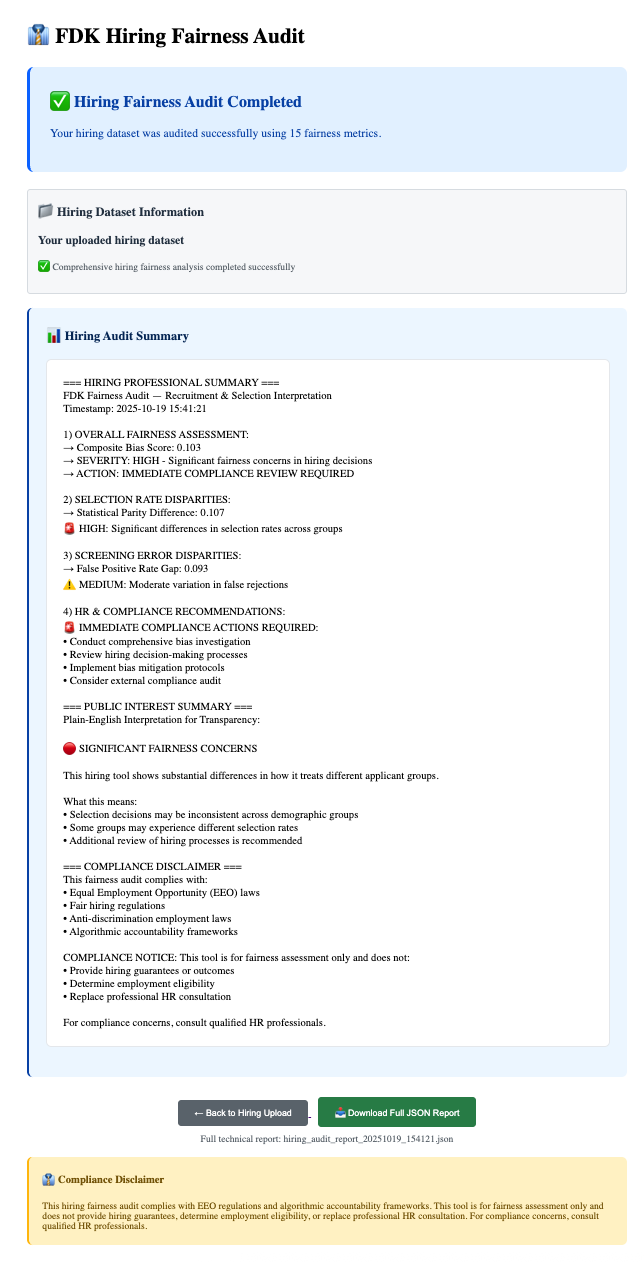 👔 FDK Hiring Fairness Audit
✅ Hiring Fairness Audit Completed
Your hiring dataset was audited successfully using 15 fairness metrics.
📁 Hiring Dataset Information
Your uploaded hiring dataset
✅ Comprehensive hiring fairness analysis completed successfully
📊 Hiring Audit Summary
=== HIRING PROFESSIONAL SUMMARY ===
FDK Fairness Audit — Recruitment & Selection Interpretation
Timestamp: 2025-10-19 15:41:21
1) OVERALL FAIRNESS ASSESSMENT:
→ Composite Bias Score: 0.103
→ SEVERITY: HIGH - Significant fairness concerns in hiring decisions
→ ACTION: IMMEDIATE COMPLIANCE REVIEW REQUIRED
2) SELECTION RATE DISPARITIES:
→ Statistical Parity Difference: 0.107
🚨 HIGH: Significant differences in selection rates across groups
3) SCREENING ERROR DISPARITIES:
→ False Positive Rate Gap: 0.093
⚠️ MEDIUM: Moderate variation in false rejections
4) HR & COMPLIANCE RECOMMENDATIONS:
🚨 IMMEDIATE COMPLIANCE ACTIONS REQUIRED:
• Conduct comprehensive bias investigation
• Review hiring decision-making processes
• Implement bias mitigation protocols
• Consider external compliance audit
=== PUBLIC INTEREST SUMMARY ===
Plain-English Interpretation for Transparency:
🔴 SIGNIFICANT FAIRNESS CONCERNS
This hiring tool shows substantial differences in how it treats different applicant groups.
What this means:
• Selection decisions may be inconsistent across demographic groups
• Some groups may experience different selection rates
• Additional review of hiring processes is recommended
=== COMPLIANCE DISCLAIMER ===
This fairness audit complies with:
• Equal Employment Opportunity (EEO) laws
• Fair hiring regulations
• Anti-discrimination employment laws
• Algorithmic accountability frameworks
COMPLIANCE NOTICE: This tool is for fairness assessment only and does not:
• Provide hiring guarantees or outcomes
• Determine employment eligibility
• Replace professional HR consultation
For compliance concerns, consult qualified HR professionals.
← Back to Hiring Upload
📥 Download Full JSON Report
Full technical report: hiring_audit_report_20251019_154121.json
👔 Compliance Disclaimer
This hiring fairness audit complies with EEO regulations and algorithmic accountability frameworks. This tool is for fairness assessment only and
does not provide hiring guarantees, determine employment eligibility, or replace professional HR consultation. For compliance concerns, consult
qualified HR professionals.